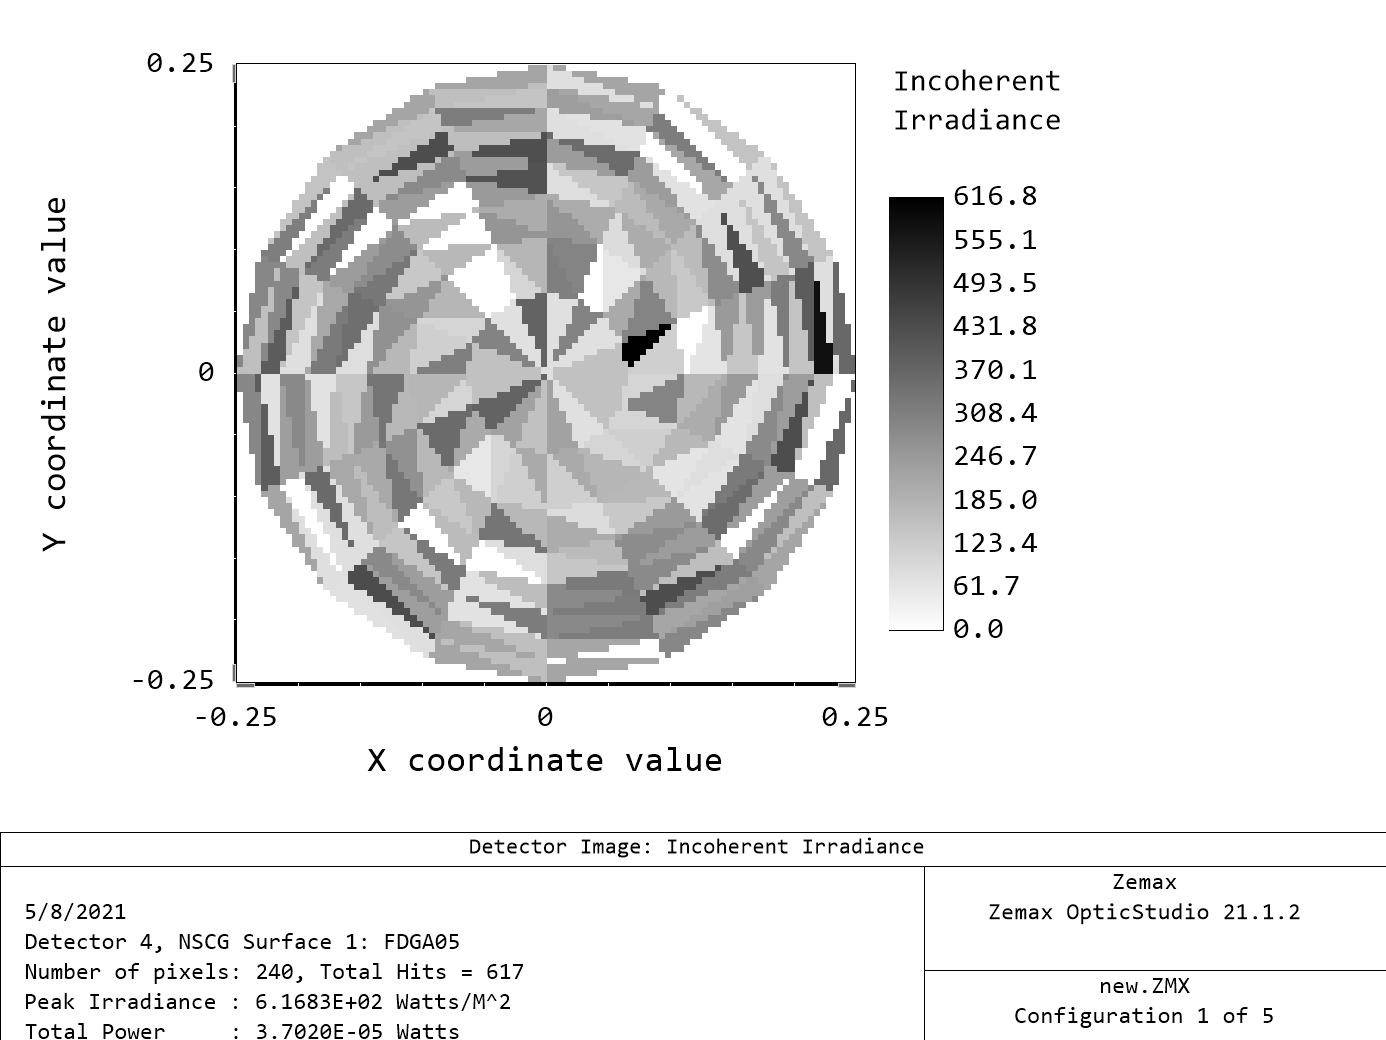 0.25
0
-0.25
Y coordinate value
-0.25
0
0.25
X coordinate value
Incoherent
Irradiance
616.8
555.1
493.5
431.8
370.1
308.4
246.7
185.0
123.4
61.7
0.0
Detector Image: Incoherent Irradiance
5/8/2021
Detector 4, NSCG Surface 1: FDGA05
Number of pixels: 240, Total Hits = 617
Peak Irradiance : 6.1683E+02 Watts/M^2
Total Power     : 3.7020E-05 Watts
Zemax
Zemax OpticStudio 21.1.2
new.ZMX
Configuration 1 of 5